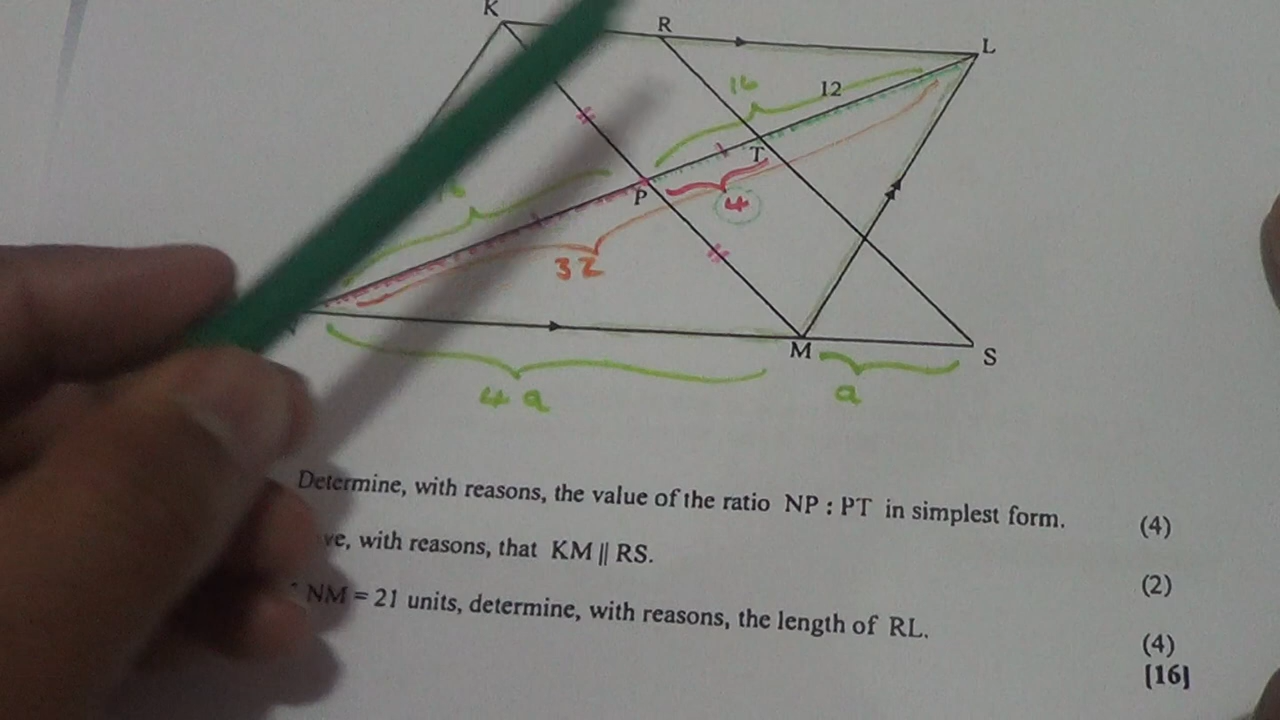 K
R
L
16
12
T
P
4
32
M
S
4a
a
Determine, with reasons, the value of the ratio NP : PT in simplest form. (4)
ve, with reasons, that KM || RS. (2)
NM = 21 units, determine, with reasons, the length of RL. (4)
[16]